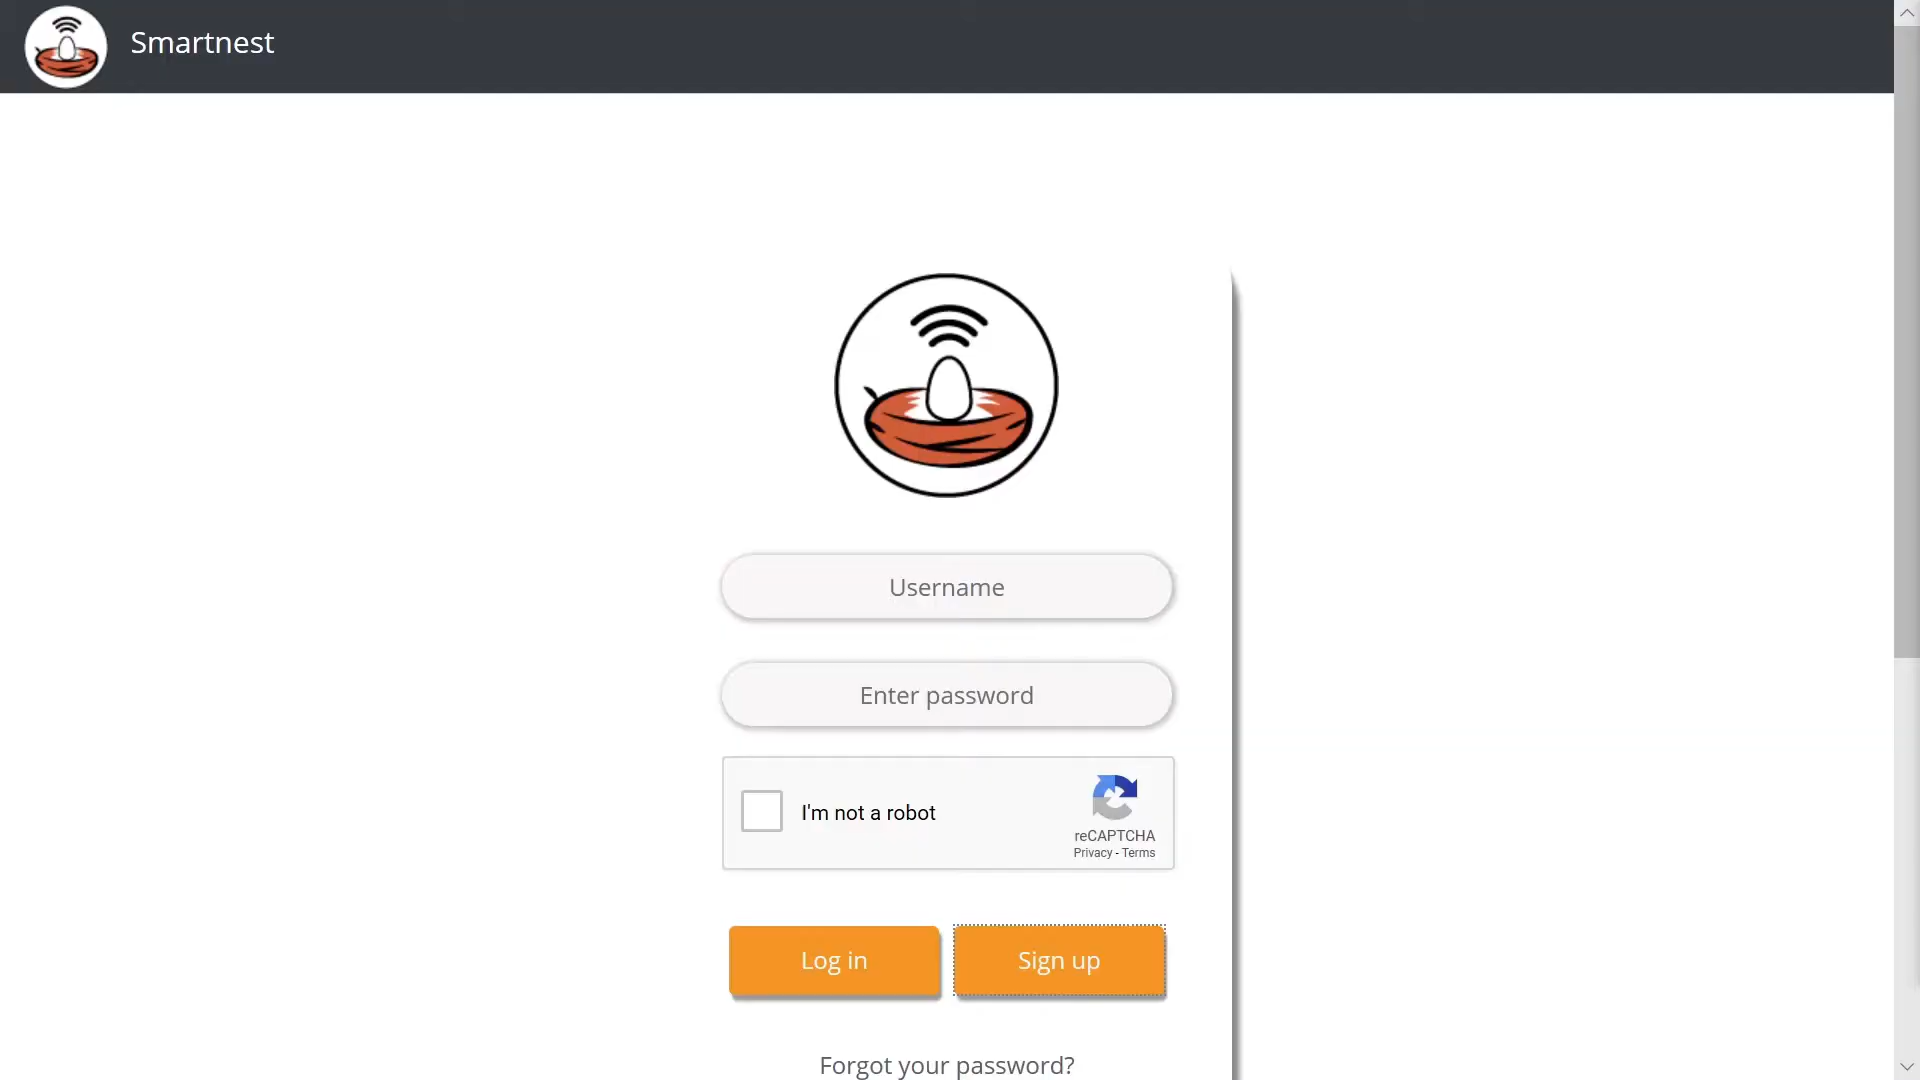 Smartnest
Username
Enter password
I'm not a robot
reCAPTCHA
Privacy - Terms
Log in
Sign up
Forgot your password?